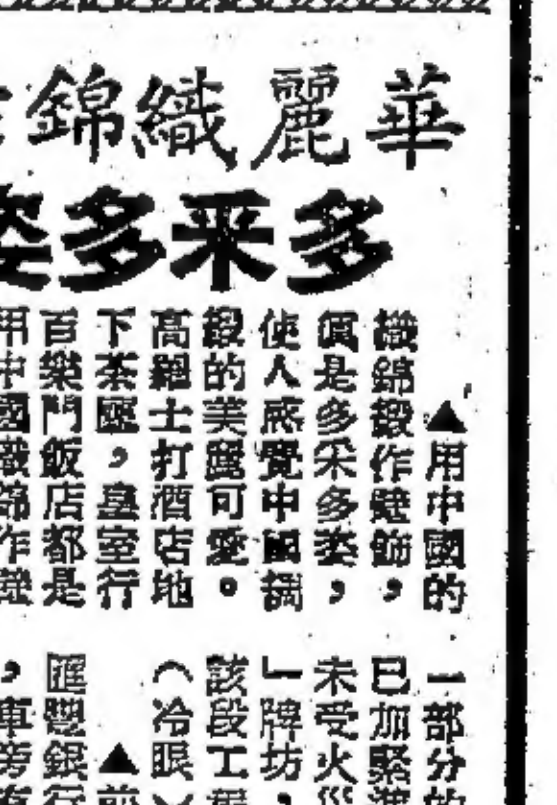 華麗織錦
多采多姿
▲用中國的
織錦緞作壁飾，
眞是多采多姿，
使人感覺中國綢
緞的美麗可愛。
高羅士打酒店地
下茶廳，皇室行
百樂門飯店都是
用中國織錦作
一部分的
已加緊
未受火災
」牌坊，
該段工程
（冷眼）
▲前
匯豐銀行
，車旁